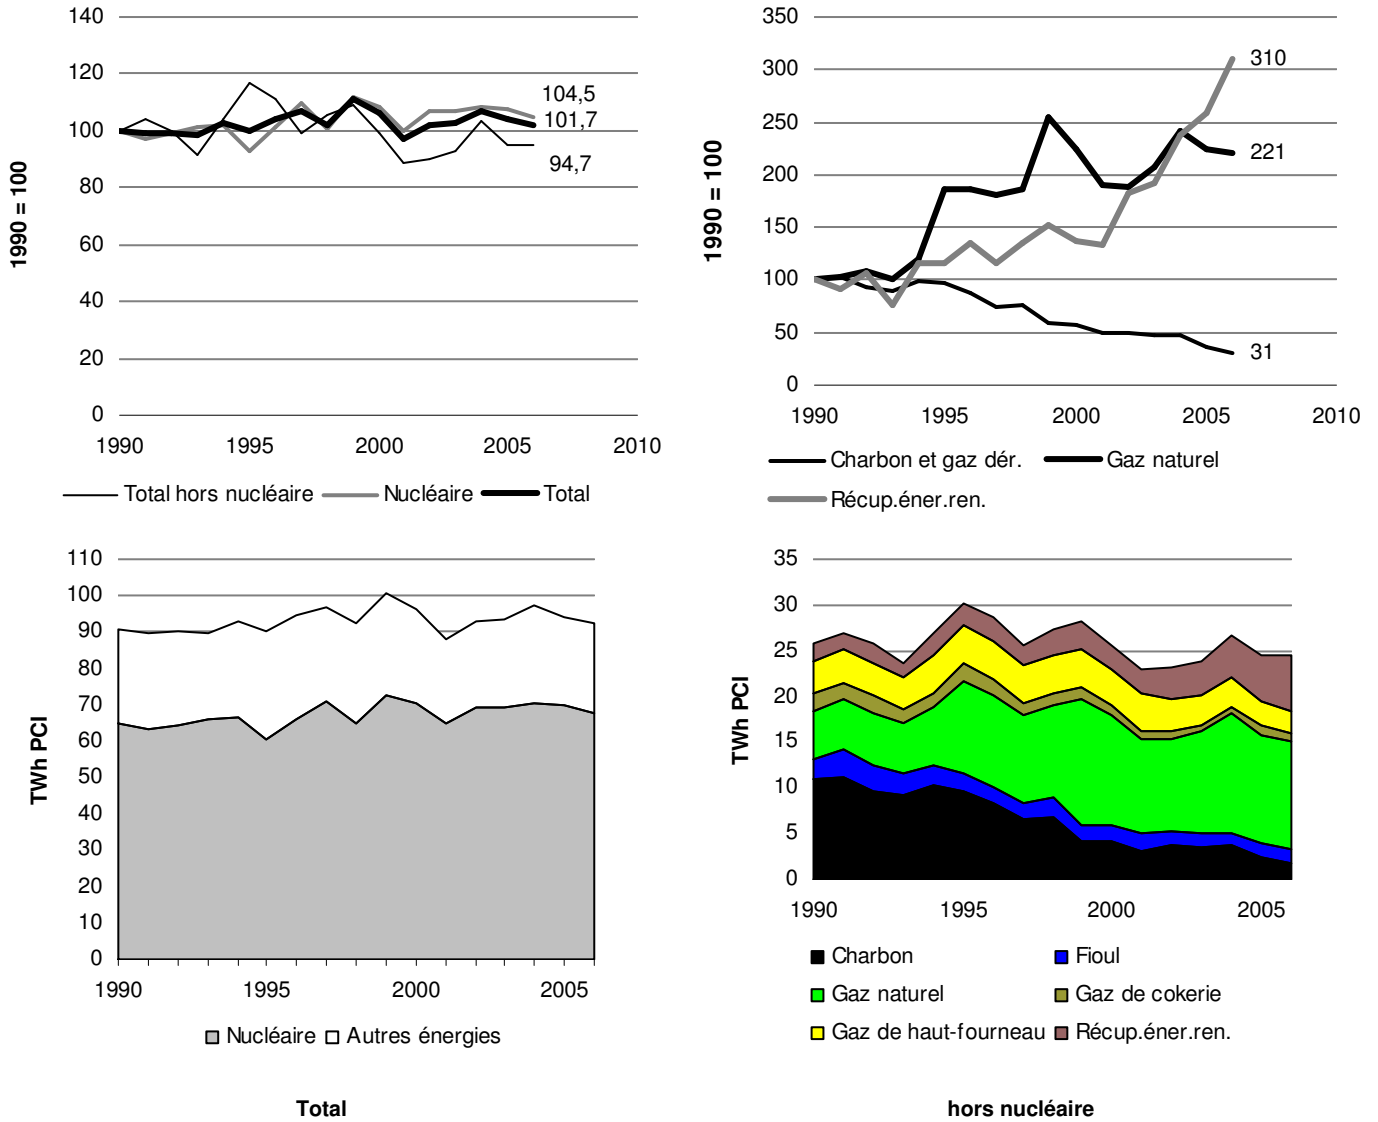 140
120
100
80
60
40
20
0
1990 = 100
104,5
101,7
94,7
1990 1995 2000 2005 2010
Total hors nucléaire Nucléaire Total
350
300
250
200
150
100
50
0
1990 = 100
310
221
31
1990 1995 2000 2005 2010
Charbon et gaz dér. Gaz naturel
Récup.éner.ren.
110
100
90
80
70
60
50
40
30
20
10
0
TWh PCI
1990 1995 2000 2005
Nucléaire Autres énergies
Total
35
30
25
20
15
10
5
0
TWh PCI
1990 1995 2000 2005
Charbon Fioul
Gaz naturel Gaz de cokerie
Gaz de haut-fourneau Récup.éner.ren.
hors nucléaire